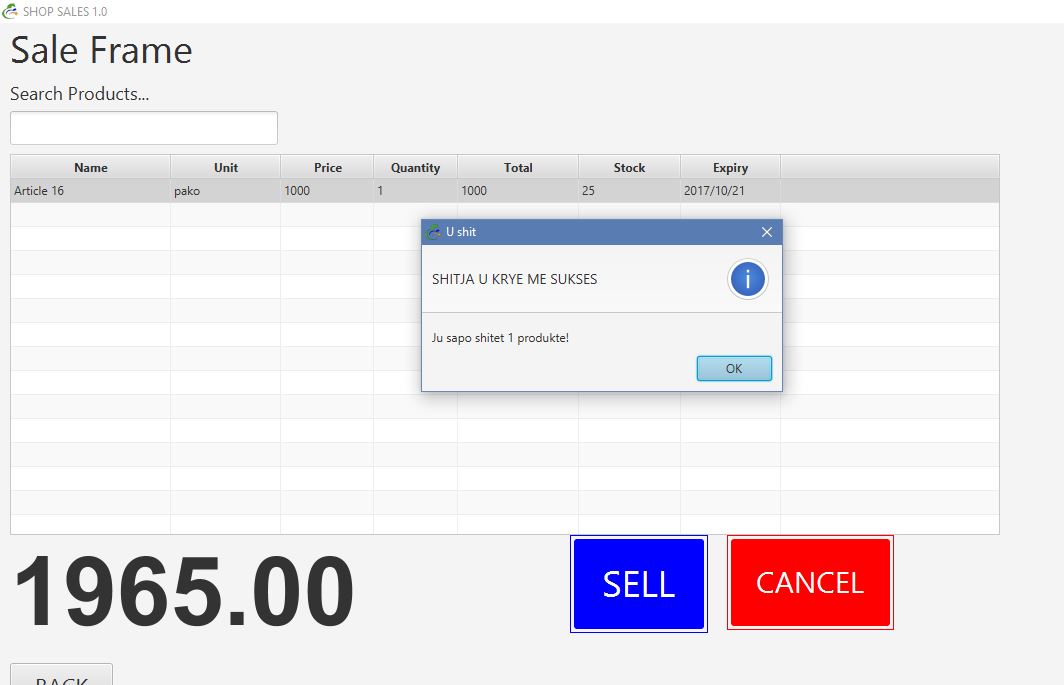 SHOP SALES 1.0
Sale Frame
Search Products...
Name Unit Price Quantity Total Stock Expiry
Article 16 pako 1000 1 1000 25 2017/10/21
U shit
SHITJA U KRYE ME SUKSES
Ju sapo shitet 1 produkte!
OK
1965.00
SELL
CANCEL
BACK